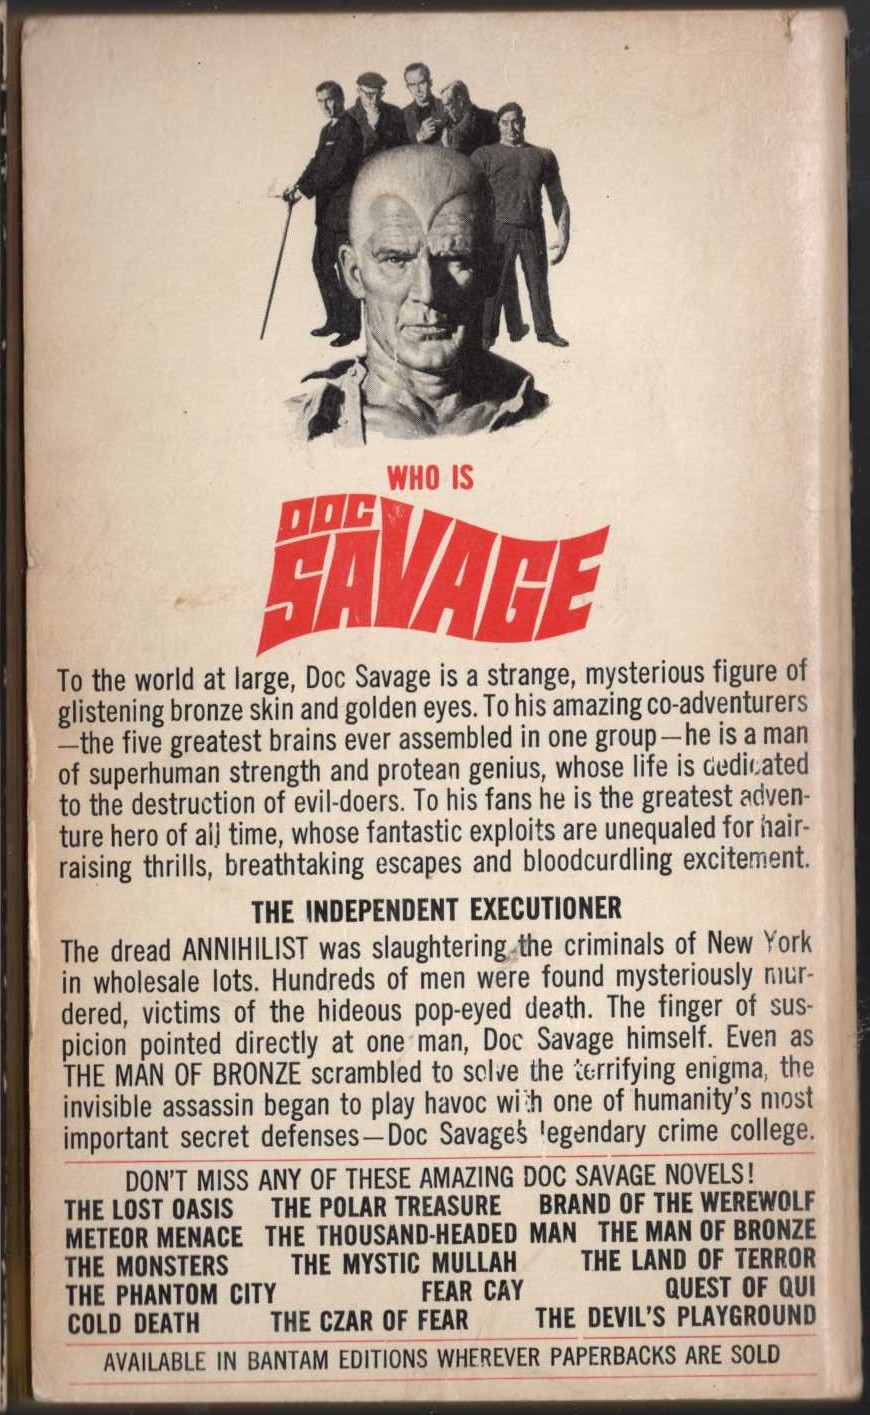 WHO IS
DOC
SAVAGE
To the world at large, Doc Savage is a strange, mysterious figure of
glistening bronze skin and golden eyes. To his amazing co-adventurers
—the five greatest brains ever assembled in one group—he is a man
of superhuman strength and protean genius, whose life is dedicated
to the destruction of evil-doers. To his fans he is the greatest adven-
ture hero of all time, whose fantastic exploits are unequaled for hair-
raising thrills, breathtaking escapes and bloodcurdling excitement.
THE INDEPENDENT EXECUTIONER
The dread ANNIHILIST was slaughtering the criminals of New York
in wholesale lots. Hundreds of men were found mysteriously mur-
dered, victims of the hideous pop-eyed death. The finger of sus-
picion pointed directly at one man, Doc Savage himself. Even as
THE MAN OF BRONZE scrambled to solve the terrifying enigma, the
invisible assassin began to play havoc with one of humanity's most
important secret defenses—Doc Savage's legendary crime college.
DON'T MISS ANY OF THESE AMAZING DOC SAVAGE NOVELS!
THE LOST OASIS THE POLAR TREASURE BRAND OF THE WEREWOLF
METEOR MENACE THE THOUSAND-HEADED MAN THE MAN OF BRONZE
THE MONSTERS THE MYSTIC MULLAH THE LAND OF TERROR
THE PHANTOM CITY FEAR CAY QUEST OF QUI
COLD DEATH THE CZAR OF FEAR THE DEVIL'S PLAYGROUND
AVAILABLE IN BANTAM EDITIONS WHEREVER PAPERBACKS ARE SOLD